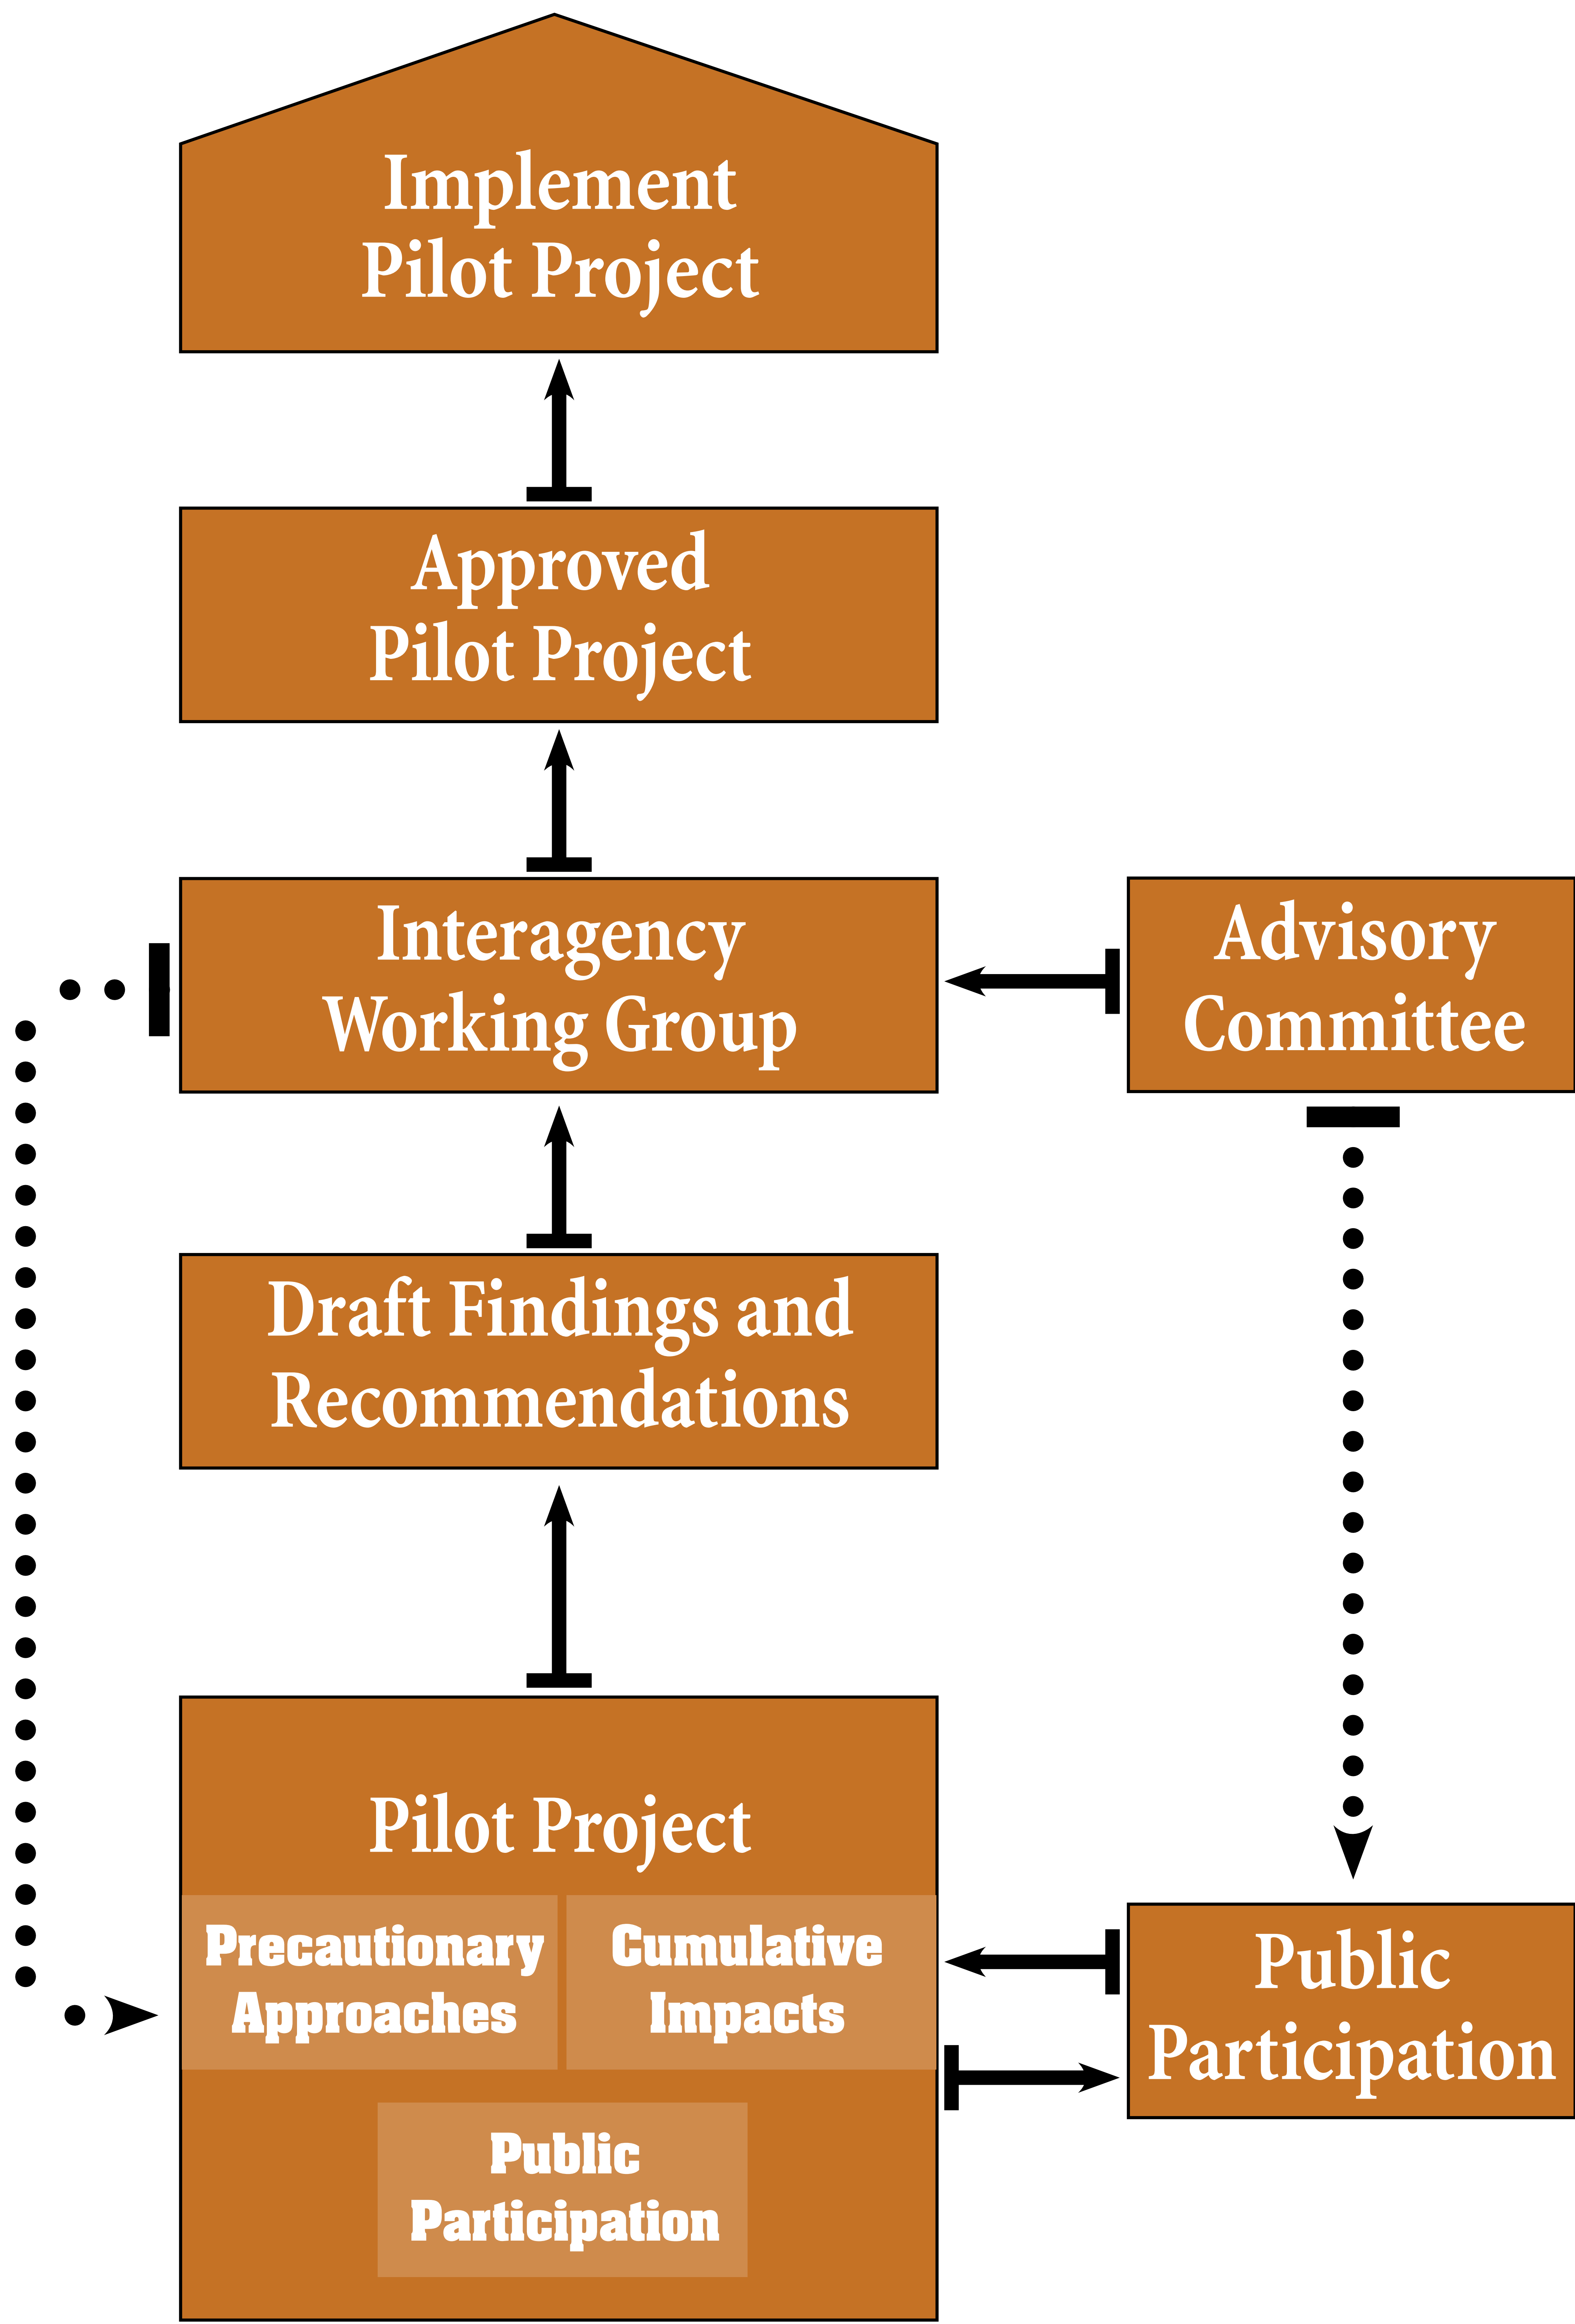 Implement
Pilot Project
Approved
Pilot Project
Interagency
Working Group
Advisory
Committee
Draft Findings and
Recommendations
Pilot Project
Precautionary
Approaches
Cumulative
Impacts
Public
Participation
Public
Participation